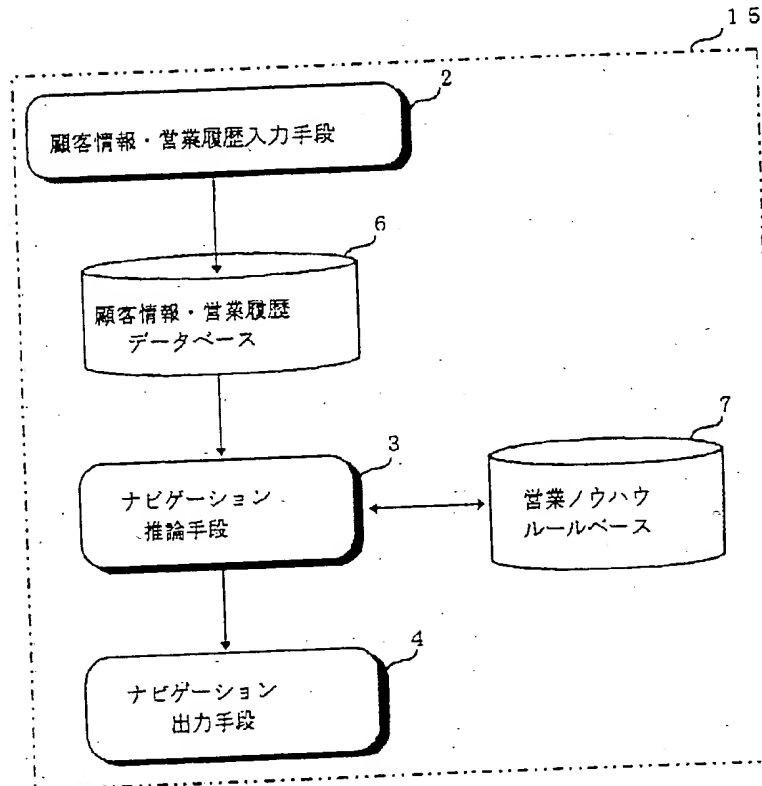 15
2
顧客情報・営業履歴入力手段
6
顧客情報・営業履歴
データベース
3
ナビゲーション
推論手段
7
営業ノウハウ
ルールベース
4
ナビゲーション
出力手段